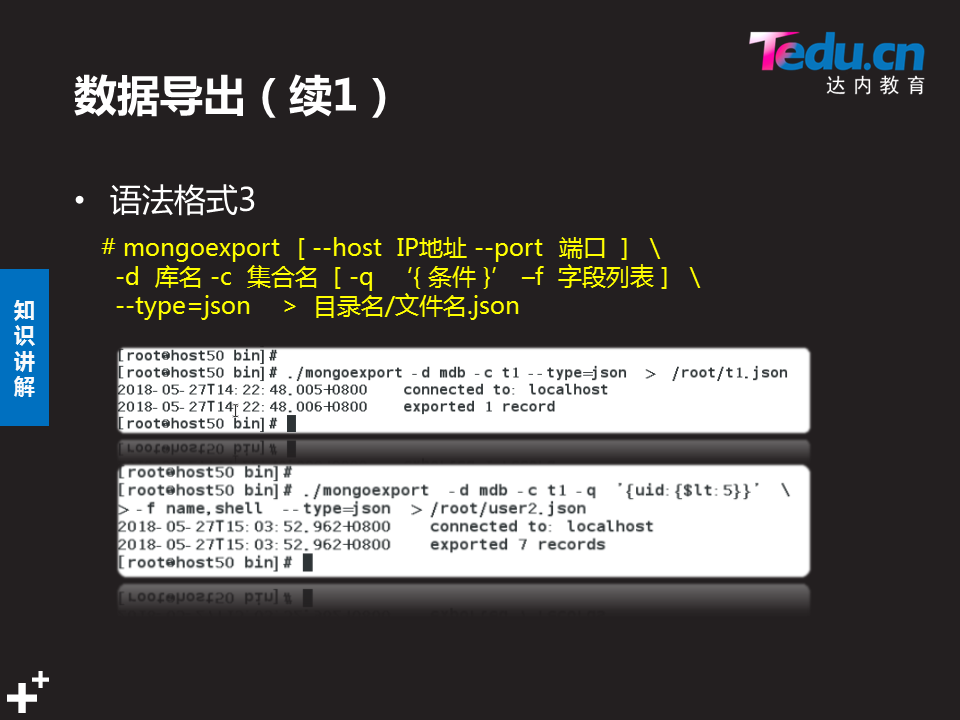 Tedu.cn
达内教育
数据导出（续1）
• 语法格式3
# mongoexport [ --host IP地址 --port 端口 ] \
-d 库名 -c 集合名 [ -q ‘{ 条件 }’ –f 字段列表 ] \
--type=json > 目录名/文件名.json
知识讲解
[root@host50 bin]#
[root@host50 bin]# ./mongoexport -d mdb -c t1 --type=json > /root/t1.json
2018-05-27T14:22:48.005+0800 connected to: localhost
2018-05-27T14:22:48.006+0800 exported 1 record
[root@host50 bin]#
[root@host50 bin]#
[root@host50 bin]# ./mongoexport -d mdb -c t1 -q '{uid:{$lt:5}}' \
> -f name,shell --type=json > /root/user2.json
2018-05-27T15:03:52.962+0800 connected to: localhost
2018-05-27T15:03:52.962+0800 exported 7 records
[root@host50 bin]#